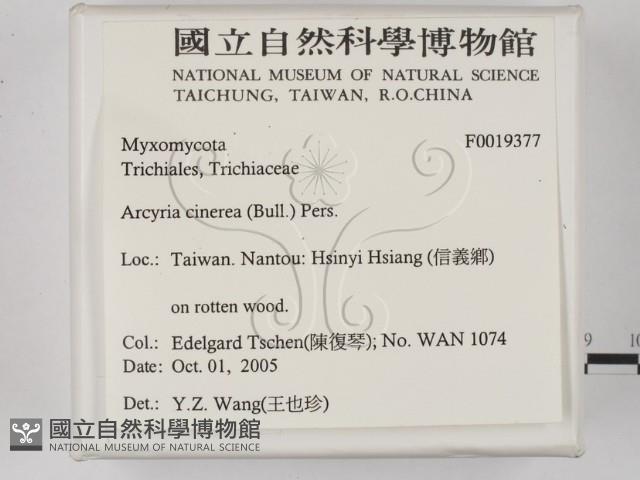 國立自然科學博物館
NATIONAL MUSEUM OF NATURAL SCIENCE
TAICHUNG, TAIWAN, R.O.CHINA
Myxomycota F0019377
Trichiales, Trichiaceae
Arcyria cinerea (Bull.) Pers.
Loc.: Taiwan. Nantou: Hsinyi Hsiang (信義鄉)
on rotten wood.
Col.: Edelgard Tschen(陳復琴); No. WAN 1074
Date: Oct. 01, 2005
Det.: Y.Z. Wang(王也珍)
國立自然科學博物館
NATIONAL MUSEUM OF NATURAL SCIENCE
9 10